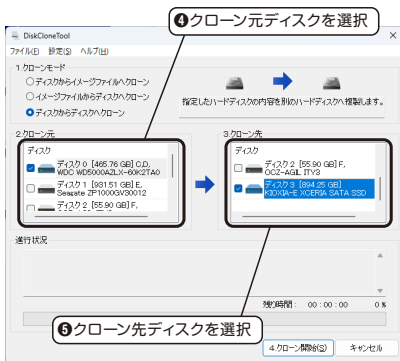 ❹クローン元ディスクを選択
DiskCloneTool
ファイル(F) 設定(S) ヘルプ(H)
1.クローンモード
ディスクからイメージファイルへクローン
イメージファイルからディスクへクローン
ディスクからディスクへクローン
指定したハードディスクの内容を別のハードディスクへ複製します。
2.クローン元
ディスク
ディスク 0 [465.76 GB] C,D,
WDC WD5000AZLX-60K2TA0
ディスク 1 [931.51 GB] E,
Seagate ZP1000GV30012
ディスク 2 [55.90 GB] F,
3.クローン先
ディスク
ディスク 2 [55.90 GB] F,
OCZ-AGIL ITY3
ディスク 3 [894.25 GB]
KIOXIA-E XCERIA SATA SSD
進行状況
残り時間: 00:00:00 0 %
❺クローン先ディスクを選択
4.クローン開始(S) キャンセル